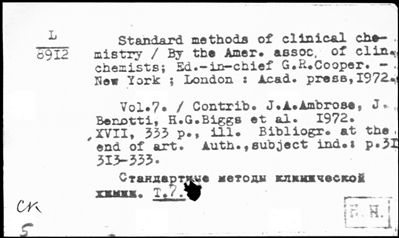 L
8912
Standard methods of clinical che-
mistry / By the Amer. assoc. of clin.
chemists; Ed.-in-chief G.R.Cooper. -
New York ; London : Acad. press,1972.
Vol.7. / Contrib. J.A.Ambrose, J.
Benotti, H.G.Biggs et al. 1972.
XVII, 333 p., ill. Bibliogr. at the
end of art. Auth.,subject ind.: p.31
313-333.
Стандартные методы клинической
химии. Т.7.
СК
5
Е. Н.